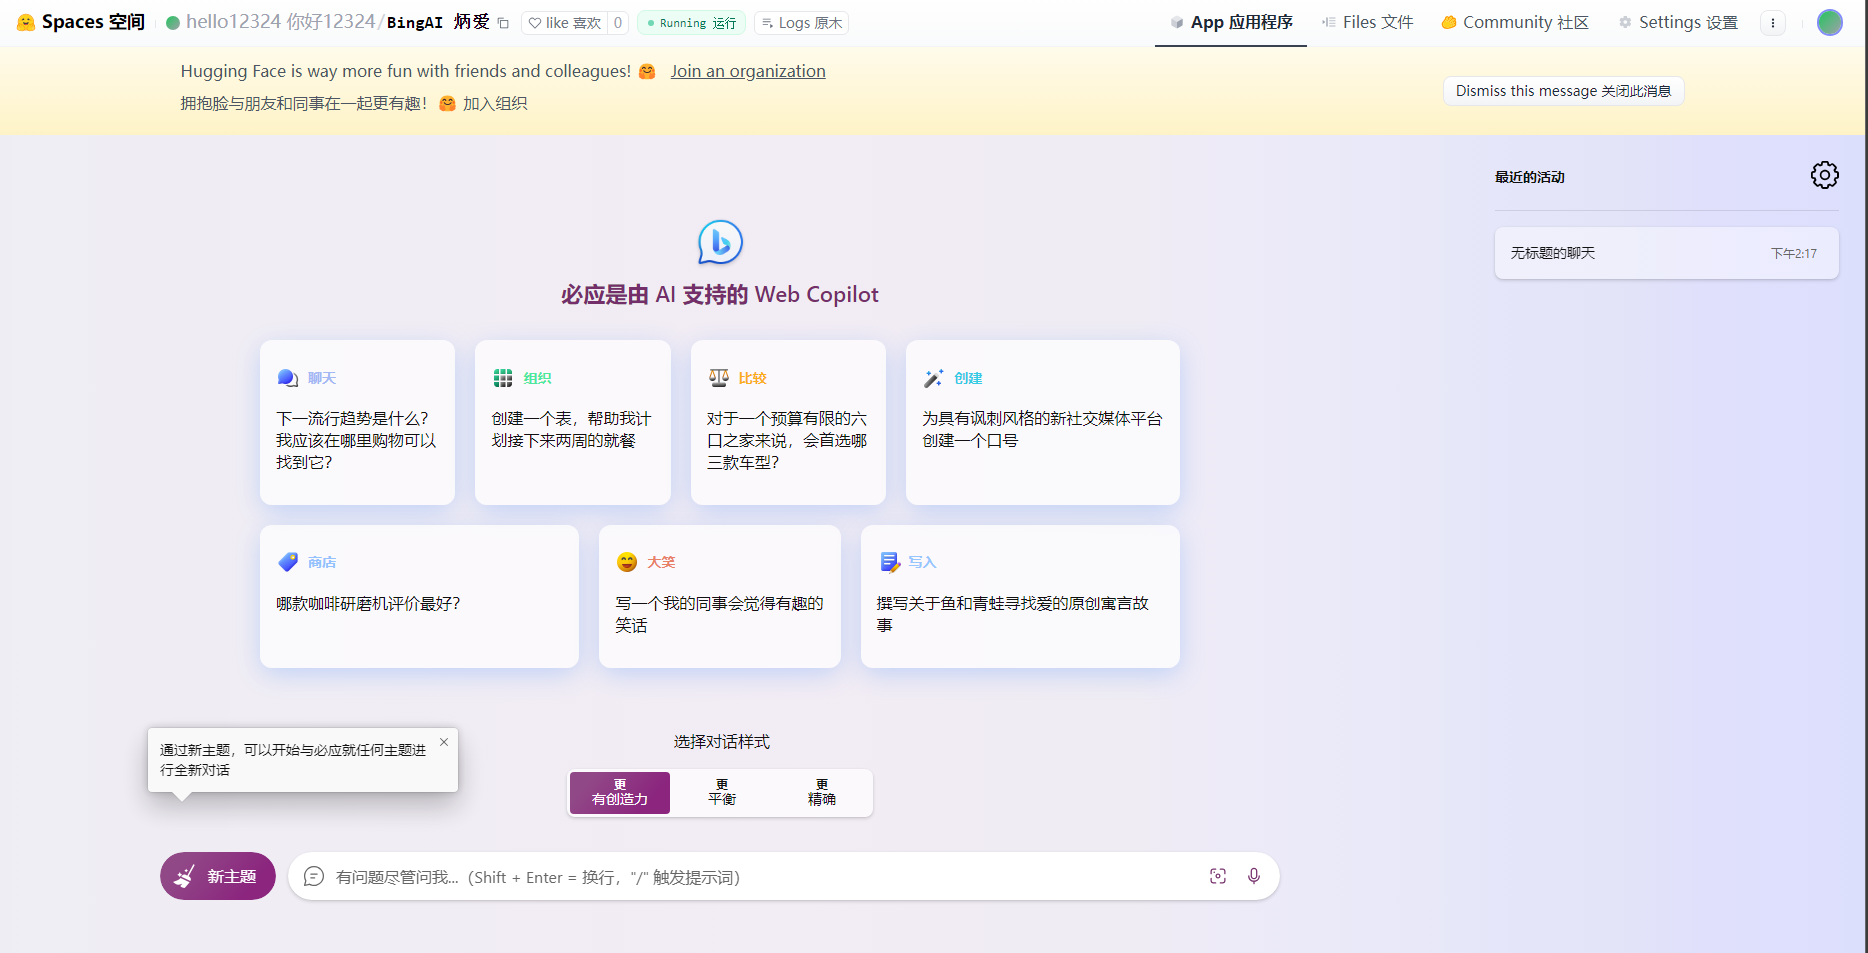 Spaces 空间
hello12324 你好12324/BingAI 炳爱
like 喜欢 0
Running 运行
Logs 原木
App 应用程序
Files 文件
Community 社区
Settings 设置
Hugging Face is way more fun with friends and colleagues! 🤗 Join an organization
拥抱脸与朋友和同事在一起更有趣！🤗 加入组织
Dismiss this message 关闭此消息
最近的活动
无标题的聊天 下午2:17
必应是由 AI 支持的 Web Copilot
聊天
下一流行趋势是什么？
我应该在哪里购物可以
找到它？
组织
创建一个表，帮助我计
划接下来两周的就餐
比较
对于一个预算有限的六
口之家来说，会首选哪
三款车型？
创建
为具有讽刺风格的新社交媒体平台
创建一个口号
商店
哪款咖啡研磨机评价最好？
大笑
写一个我的同事会觉得有趣的
笑话
写入
撰写关于鱼和青蛙寻找爱的原创寓言故
事
通过新主题，可以开始与必应就任何主题进
行全新对话
选择对话样式
更
有创造力
更
平衡
更
精确
新主题
有问题尽管问我...（Shift + Enter = 换行，"/" 触发提示词）